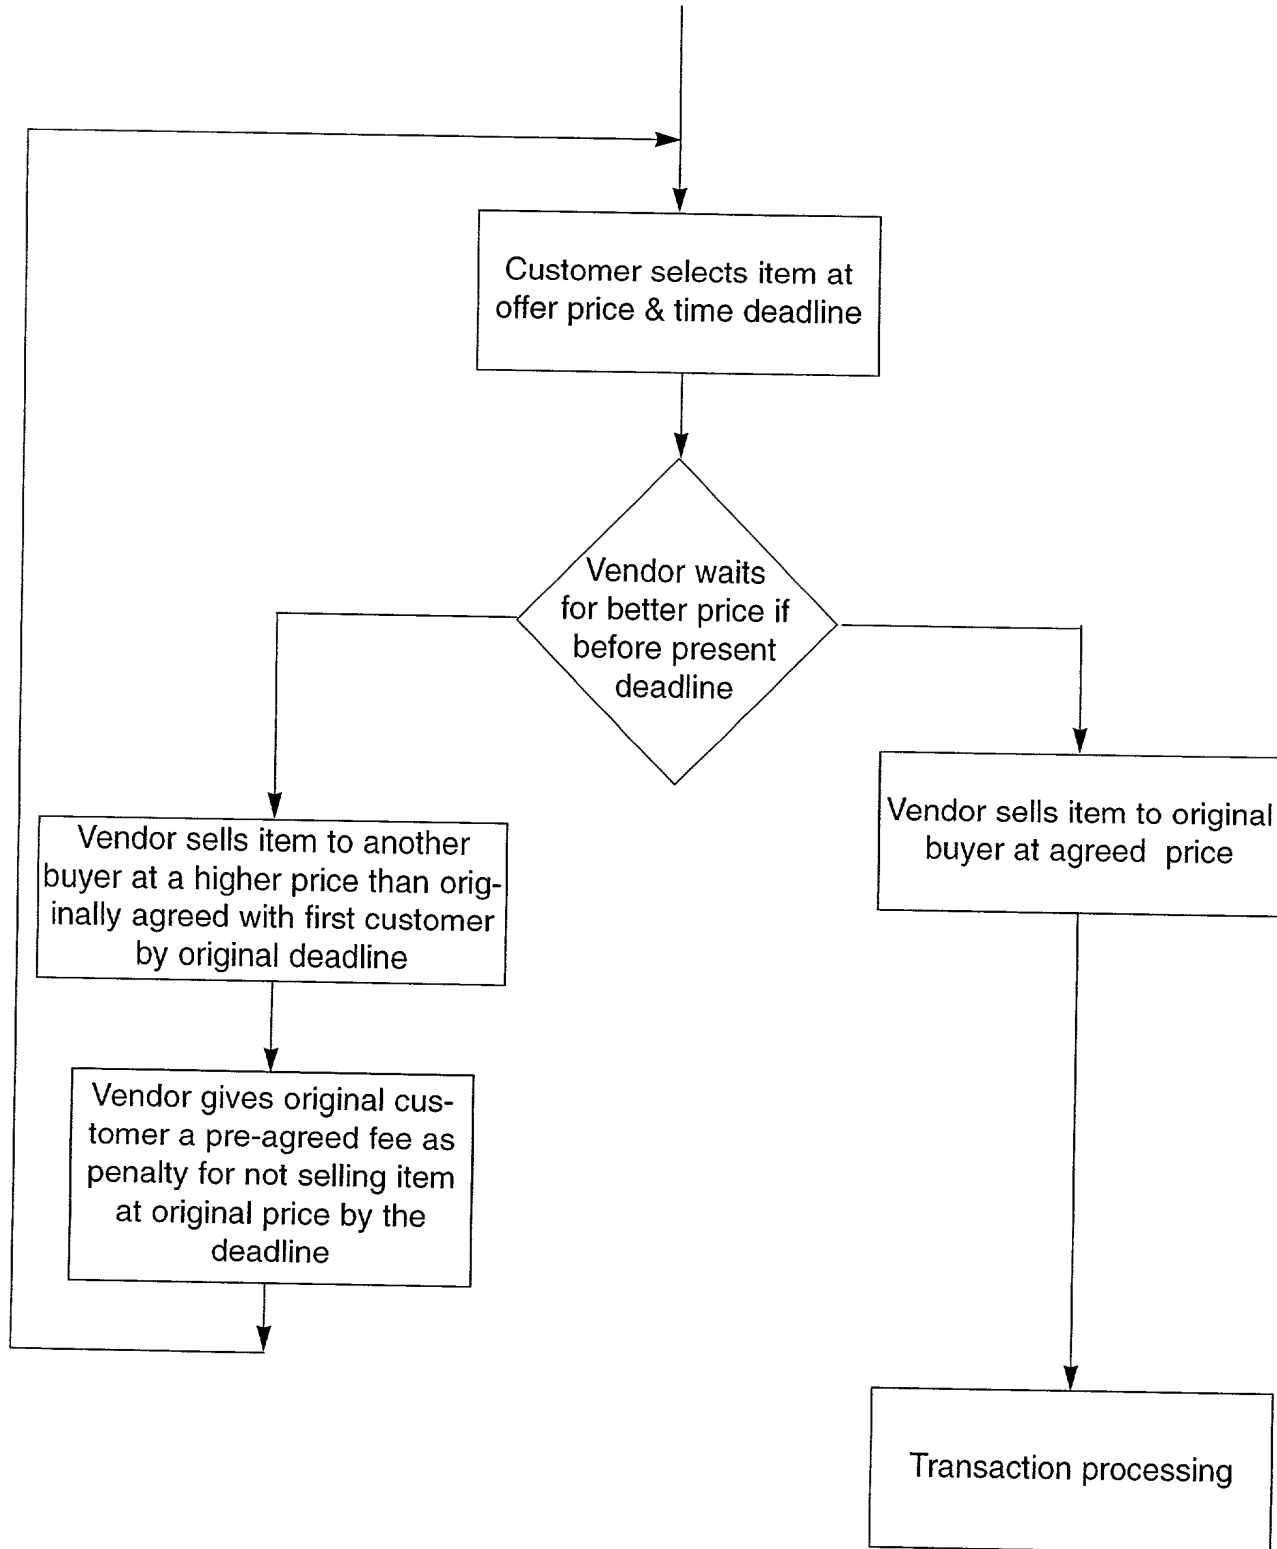 Customer selects item at
offer price & time deadline
Vendor waits
for better price if
before present
deadline
Vendor sells item to original
buyer at agreed price
Vendor sells item to another
buyer at a higher price than orig-
inally agreed with first customer
by original deadline
Vendor gives original cus-
tomer a pre-agreed fee as
penalty for not selling item
at original price by the
deadline
Transaction processing